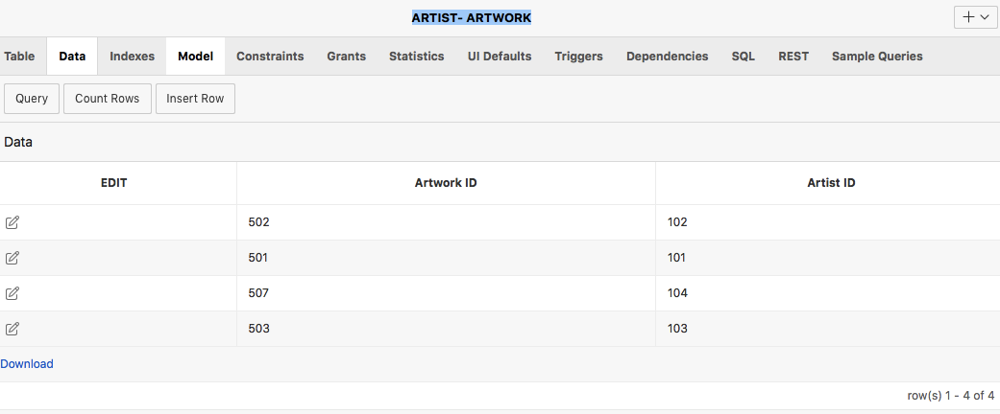 ARTIST- ARTWORK
Table Data Indexes Model Constraints Grants Statistics UI Defaults Triggers Dependencies SQL REST Sample Queries
Query Count Rows Insert Row
Data
EDIT Artwork ID Artist ID
502 102
501 101
507 104
503 103
Download
row(s) 1 - 4 of 4